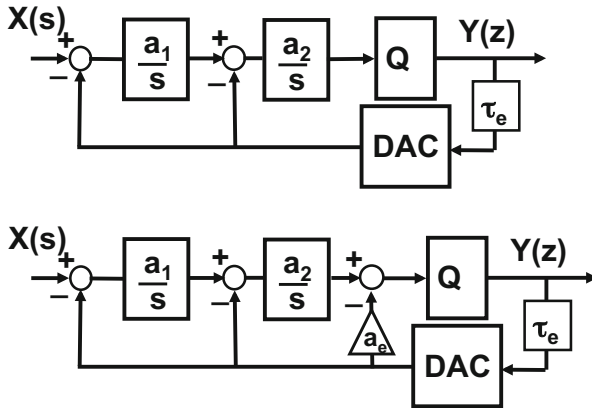 X(s) + − a₁/s + − a₂/s Q Y(z)
τₑ
DAC
X(s) + − a₁/s + − a₂/s + − Q Y(z)
aₑ
τₑ
DAC